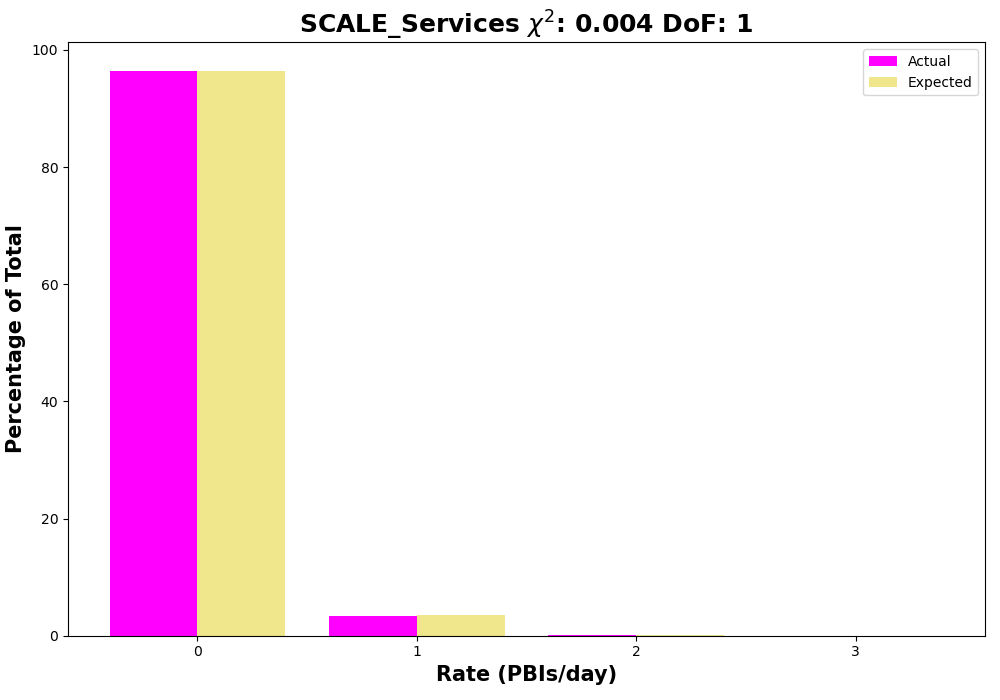 SCALE_Services χ²: 0.004 DoF: 1
Actual
Expected
Percentage of Total
100
80
60
40
20
0
0 1 2 3
Rate (PBIs/day)